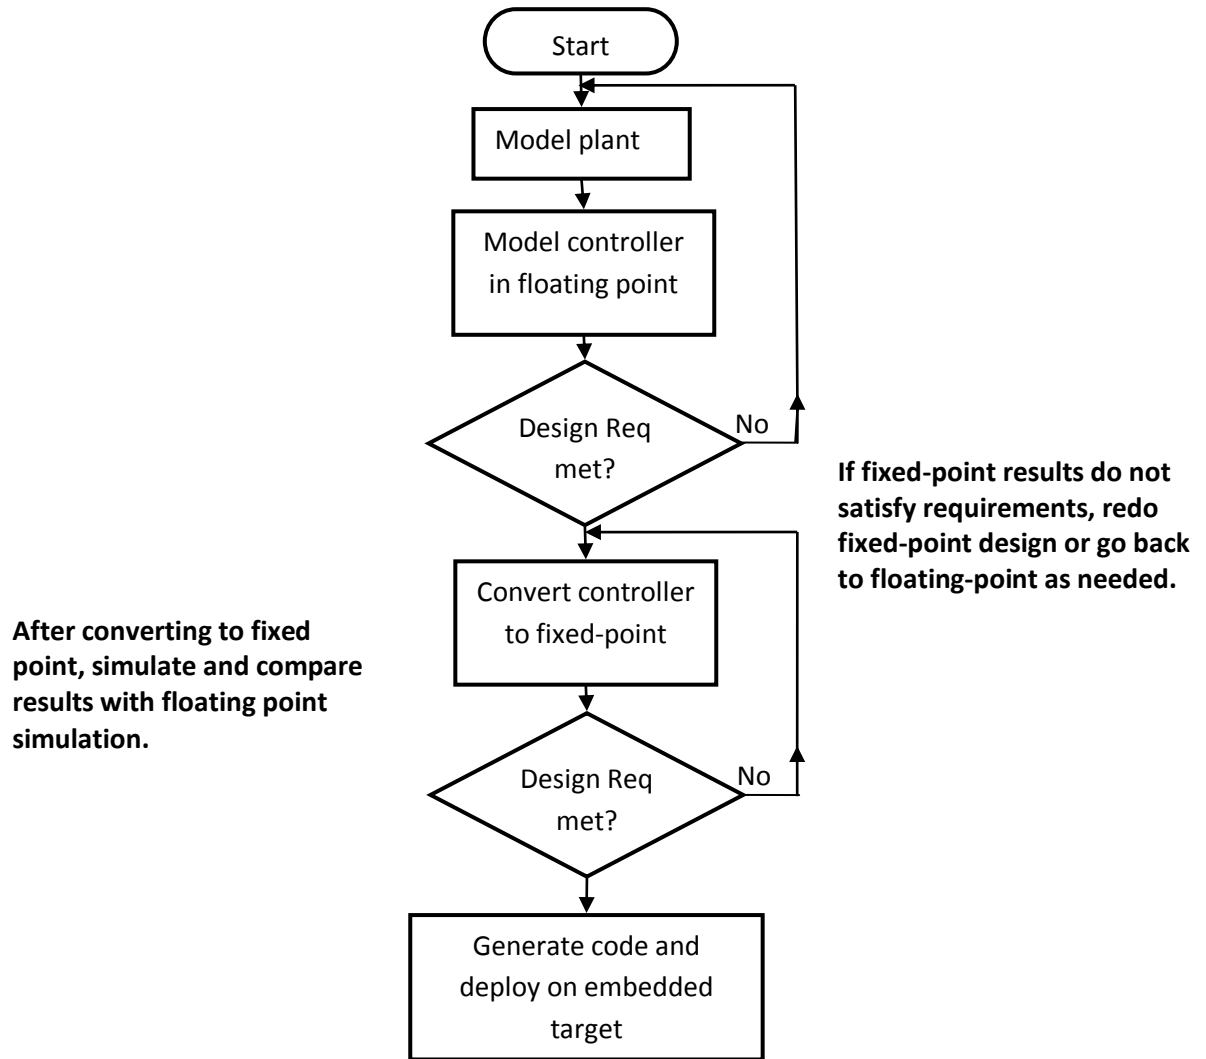 Start
Model plant
Model controller
in floating point
Design Req
met?
No
If fixed-point results do not
satisfy requirements, redo
fixed-point design or go back
to floating-point as needed.
Convert controller
to fixed-point
After converting to fixed
point, simulate and compare
results with floating point
simulation.
Design Req
met?
No
Generate code and
deploy on embedded
target